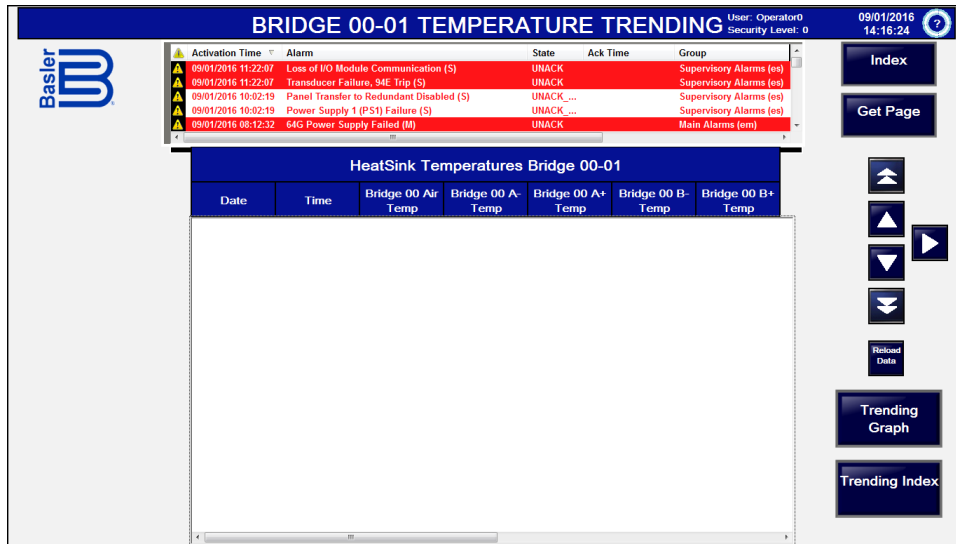 BRIDGE 00-01 TEMPERATURE TRENDING
User: Operator0
Security Level: 0
09/01/2016
14:16:24
?
Basler
Activation Time Alarm State Ack Time Group
09/01/2016 11:22:07 Loss of I/O Module Communication (S) UNACK Supervisory Alarms (es)
09/01/2016 11:22:07 Transducer Failure, 94E Trip (S) UNACK Supervisory Alarms (es)
09/01/2016 10:02:19 Panel Transfer to Redundant Disabled (S) UNACK_... Supervisory Alarms (es)
09/01/2016 10:02:19 Power Supply 1 (PS1) Failure (S) UNACK_... Supervisory Alarms (es)
09/01/2016 08:12:32 64G Power Supply Failed (M) UNACK Main Alarms (em)
Index
Get Page
HeatSink Temperatures Bridge 00-01
Date Time Bridge 00 Air Temp Bridge 00 A- Temp Bridge 00 A+ Temp Bridge 00 B- Temp Bridge 00 B+ Temp
Reload
Data
Trending
Graph
Trending Index